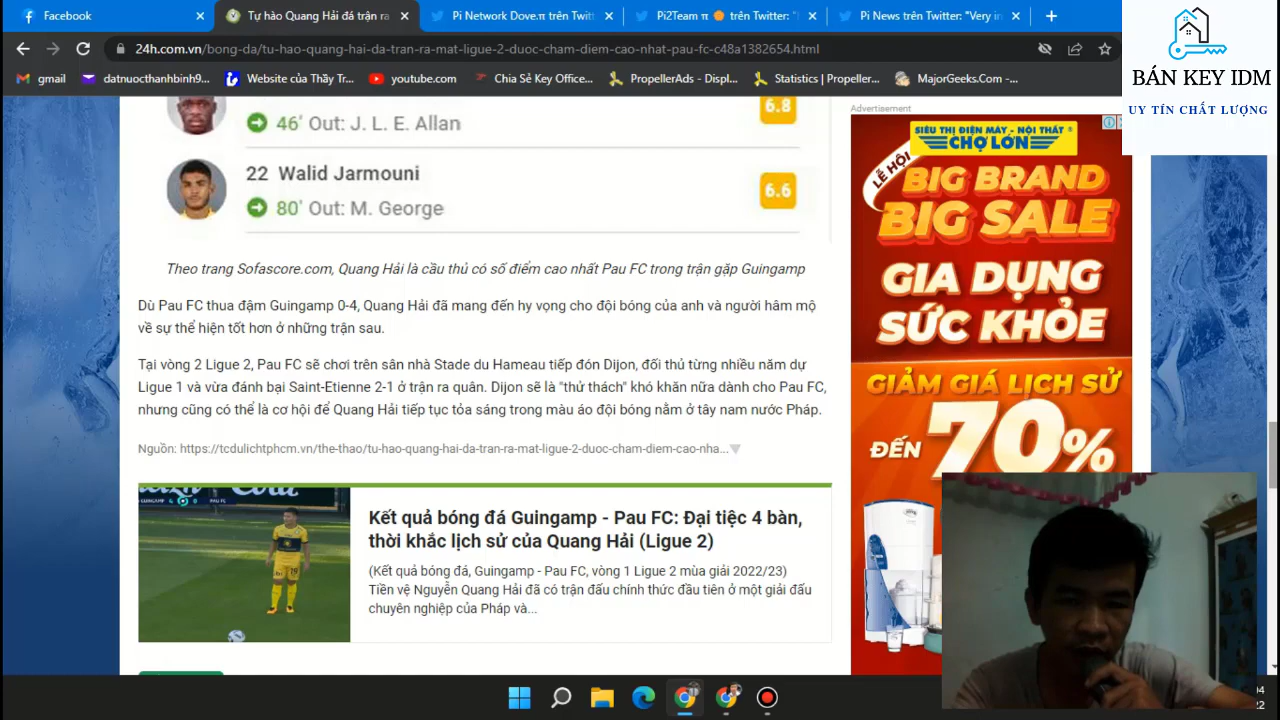 Facebook
Tự hào Quang Hải đá trận ra
Pi Network Dove.π trên Twitt
Pi2Team π trên Twitter: "
Pi News trên Twitter: "Very in
24h.com.vn/bong-da/tu-hao-quang-hai-da-tran-ra-mat-ligue-2-duoc-cham-diem-cao-nhat-pau-fc-c48a1382654.html
gmail
datnuocthanhbinh9...
Website của Thầy Tr...
youtube.com
Chia Sẻ Key Office...
PropellerAds - Displ...
Statistics | Propeller...
MajorGeeks.Com -...
BÁN KEY IDM
UY TÍN CHẤT LƯỢNG
6.8
46' Out: J. L. E. Allan
22 Walid Jarmouni
6.6
80' Out: M. George
Theo trang Sofascore.com, Quang Hải là cầu thủ có số điểm cao nhất Pau FC trong trận gặp Guingamp
Dù Pau FC thua đậm Guingamp 0-4, Quang Hải đã mang đến hy vọng cho đội bóng của anh và người hâm mộ
về sự thể hiện tốt hơn ở những trận sau.
Tại vòng 2 Ligue 2, Pau FC sẽ chơi trên sân nhà Stade du Hameau tiếp đón Dijon, đối thủ từng nhiều năm dự
Ligue 1 và vừa đánh bại Saint-Etienne 2-1 ở trận ra quân. Dijon sẽ là "thử thách" khó khăn nữa dành cho Pau FC,
nhưng cũng có thể là cơ hội để Quang Hải tiếp tục tỏa sáng trong màu áo đội bóng nằm ở tây nam nước Pháp.
Nguồn: https://tcdulichtphcm.vn/the-thao/tu-hao-quang-hai-da-tran-ra-mat-ligue-2-duoc-cham-diem-cao-nha...
Kết quả bóng đá Guingamp - Pau FC: Đại tiệc 4 bàn,
thời khắc lịch sử của Quang Hải (Ligue 2)
(Kết quả bóng đá, Guingamp - Pau FC, vòng 1 Ligue 2 mùa giải 2022/23)
Tiền vệ Nguyễn Quang Hải đã có trận đấu chính thức đầu tiên ở một giải đấu
chuyên nghiệp của Pháp và...
Advertisement
SIÊU THỊ ĐIỆN MÁY - NỘI THẤT
CHỢ LỚN
LỄ HỘI
BIG BRAND
BIG SALE
GIA DỤNG
SỨC KHỎE
GIẢM GIÁ LỊCH SỬ
ĐẾN 70%